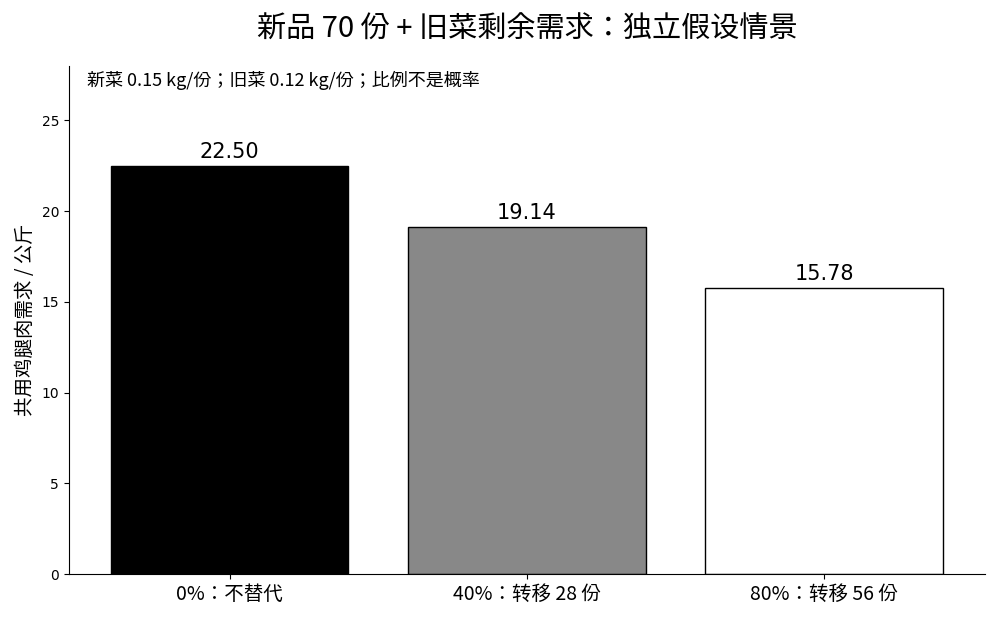 新品 70 份 + 旧菜剩余需求：独立假设情景
新菜 0.15 kg/份；旧菜 0.12 kg/份；比例不是概率
共用鸡腿肉需求 / 公斤
25
20
15
10
5
0
22.50
19.14
15.78
0%：不替代
40%：转移 28 份
80%：转移 56 份